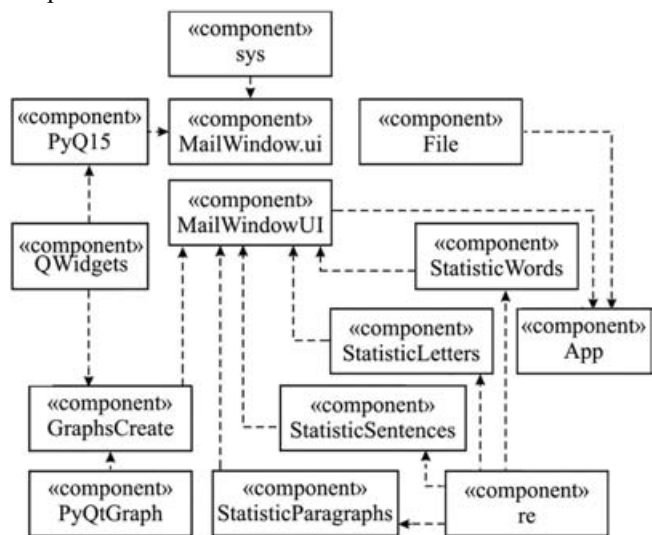 «component»
sys
«component»
PyQ15
«component»
MailWindow.ui
«component»
File
«component»
MailWindowUI
«component»
QWidgets
«component»
StatisticWords
«component»
StatisticLetters
«component»
App
«component»
GraphsCreate
«component»
StatisticSentences
«component»
PyQtGraph
«component»
StatisticParagraphs
«component»
re